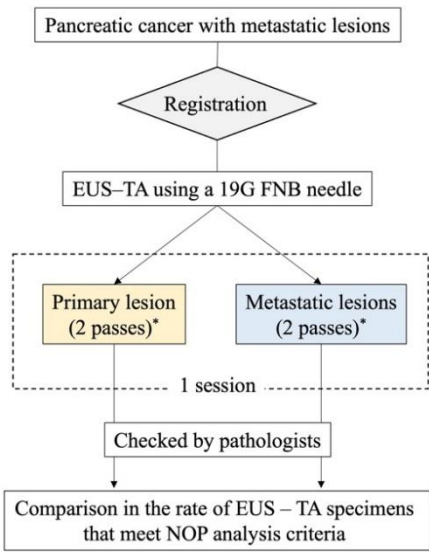 Pancreatic cancer with metastatic lesions
Registration
EUS–TA using a 19G FNB needle
Primary lesion
(2 passes)*
Metastatic lesions
(2 passes)*
1 session
Checked by pathologists
Comparison in the rate of EUS – TA specimens
that meet NOP analysis criteria